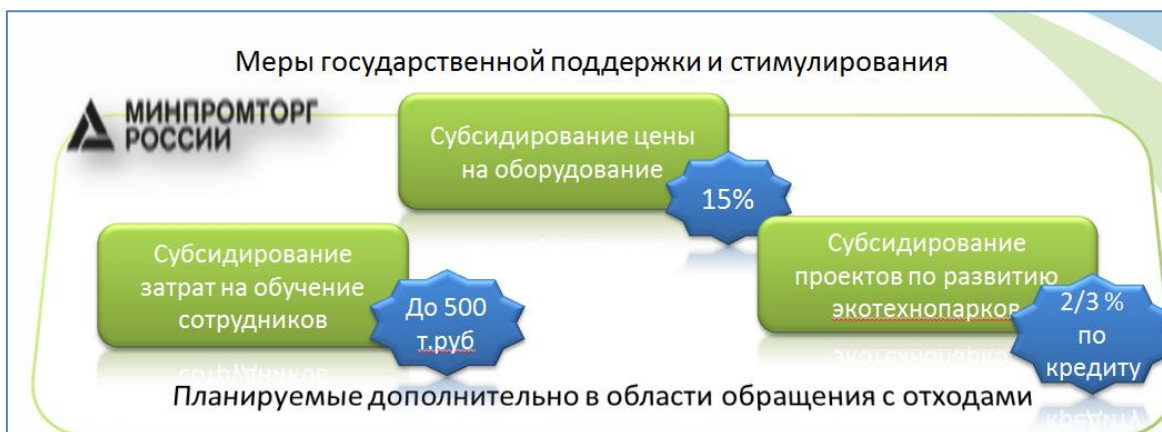 Меры государственной поддержки и стимулирования
МИНПРОМТОРГ
РОССИИ
Субсидирование цены
на оборудование
15%
Субсидирование
затрат на обучение
сотрудников
До 500
т.руб
Субсидирование
проектов по развитию
экотехнопарков
2/3 %
по
кредиту
Планируемые дополнительно в области обращения с отходами